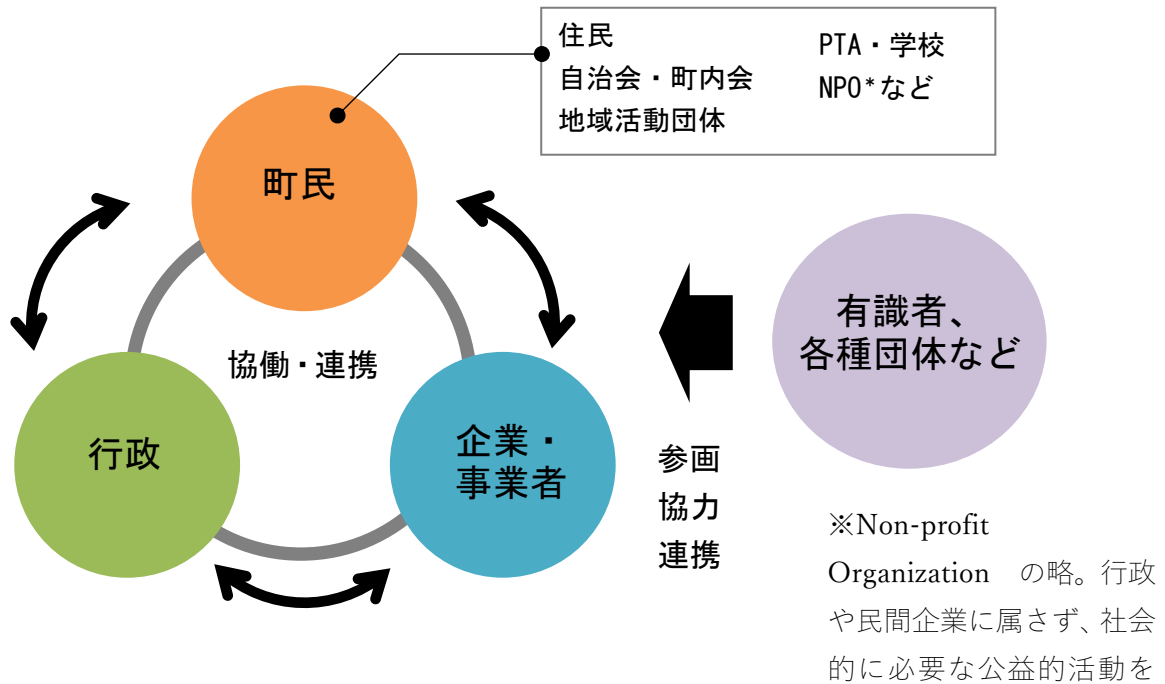 住民
自治会・町内会
地域活動団体
PTA・学校
NPO*など
町民
協働・連携
行政
企業・
事業者
有識者、
各種団体など
参画
協力
連携
※Non-profit
Organization の略。行政
や民間企業に属さず、社会
的に必要な公益的活動を